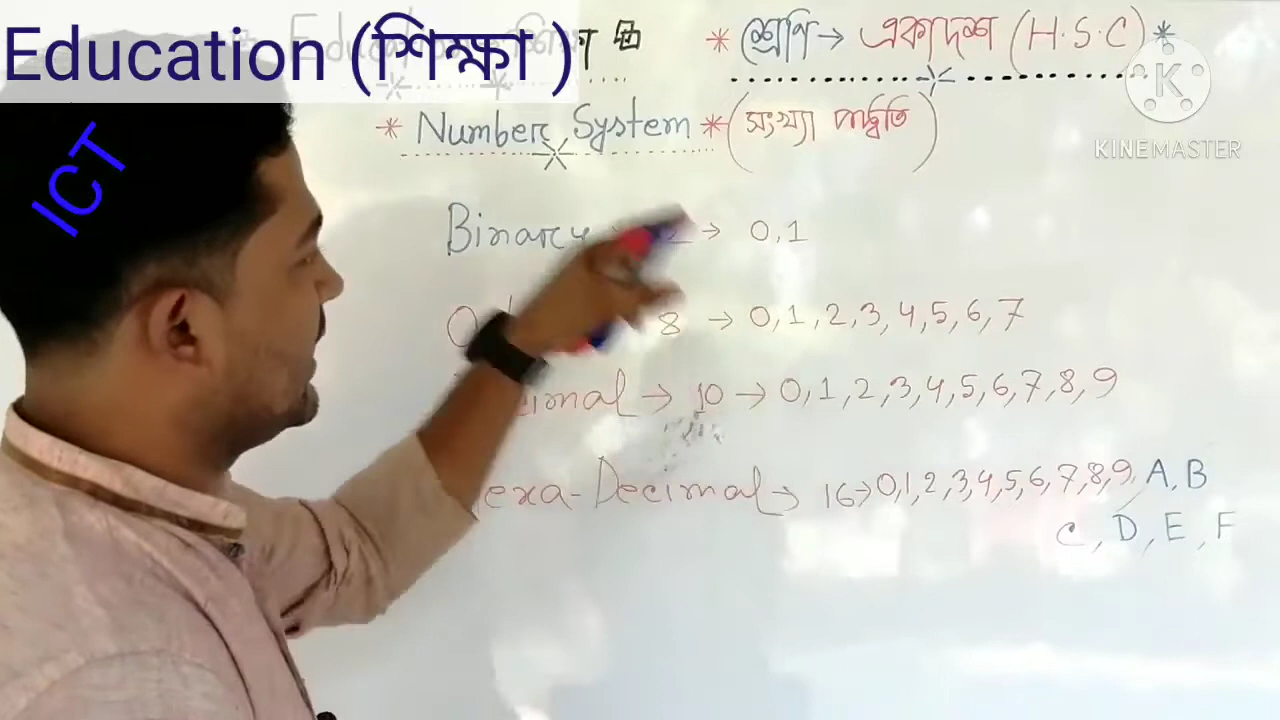 Education (শিক্ষা)
* শ্রেণি → একাদশ (H.S.C) *
ICT
* Number System * (সংখ্যা পদ্ধতি)
K
KINEMASTER
Binary → 2 → 0,1
8 → 0,1,2,3,4,5,6,7
→ 10 → 0,1,2,3,4,5,6,7,8,9
exa-Decimal → 16 → 0,1,2,3,4,5,6,7,8,9, A, B
C, D, E, F